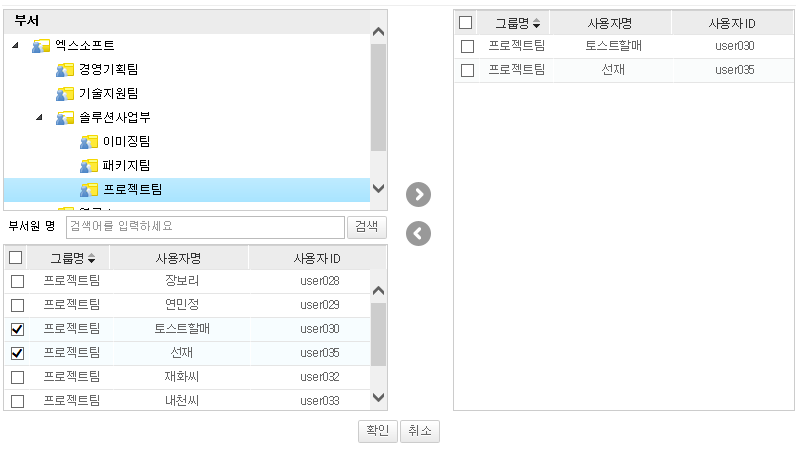 부서
엑스소프트
경영기획팀
기술지원팀
솔루션사업부
이미징팀
패키지팀
프로젝트팀
부서원 명 검색어를 입력하세요 검색
그룹명 사용자명 사용자ID
프로젝트팀 장보리 user028
프로젝트팀 연민정 user029
프로젝트팀 토스트할매 user030
프로젝트팀 선재 user035
프로젝트팀 재화씨 user032
프로젝트팀 내천씨 user033
그룹명 사용자명 사용자ID
프로젝트팀 토스트할매 user030
프로젝트팀 선재 user035
확인 취소